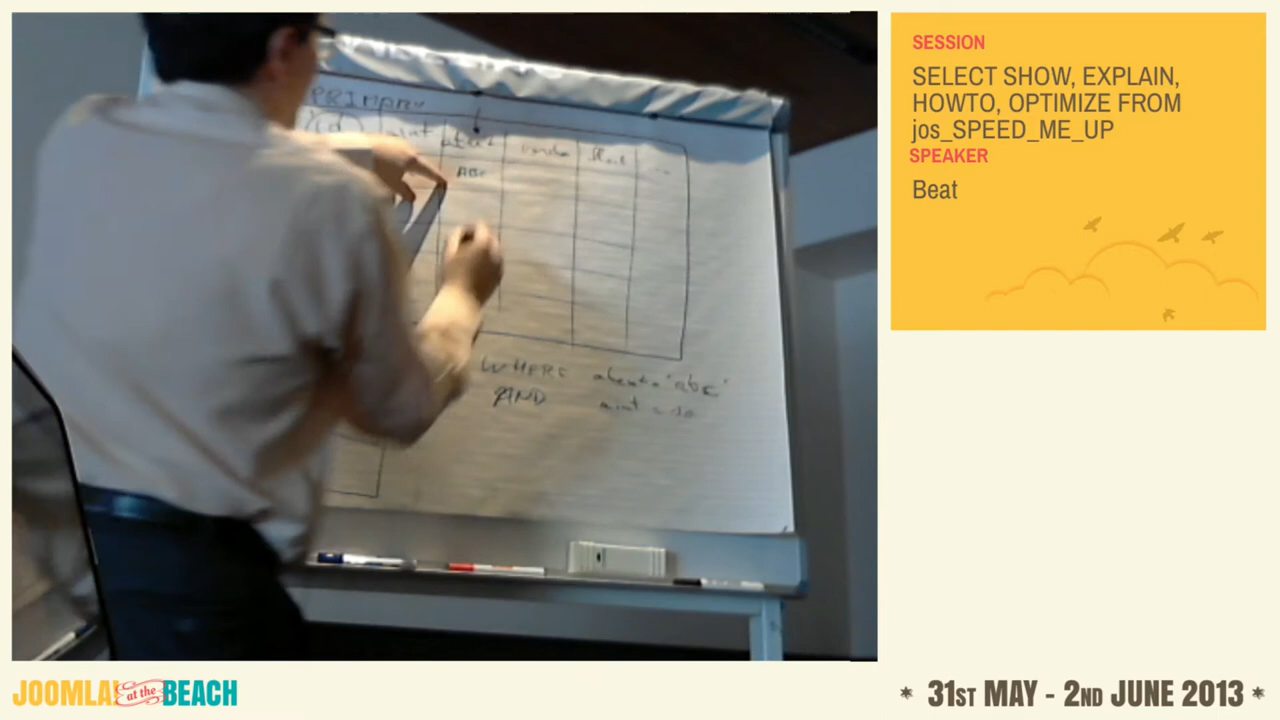 SESSION
SELECT SHOW, EXPLAIN,
HOWTO, OPTIMIZE FROM
jos_SPEED_ME_UP
SPEAKER
Beat
PRIMARY
ABC
WHERE
AND
JOOMLA! at the BEACH
* 31ST MAY - 2ND JUNE 2013 *